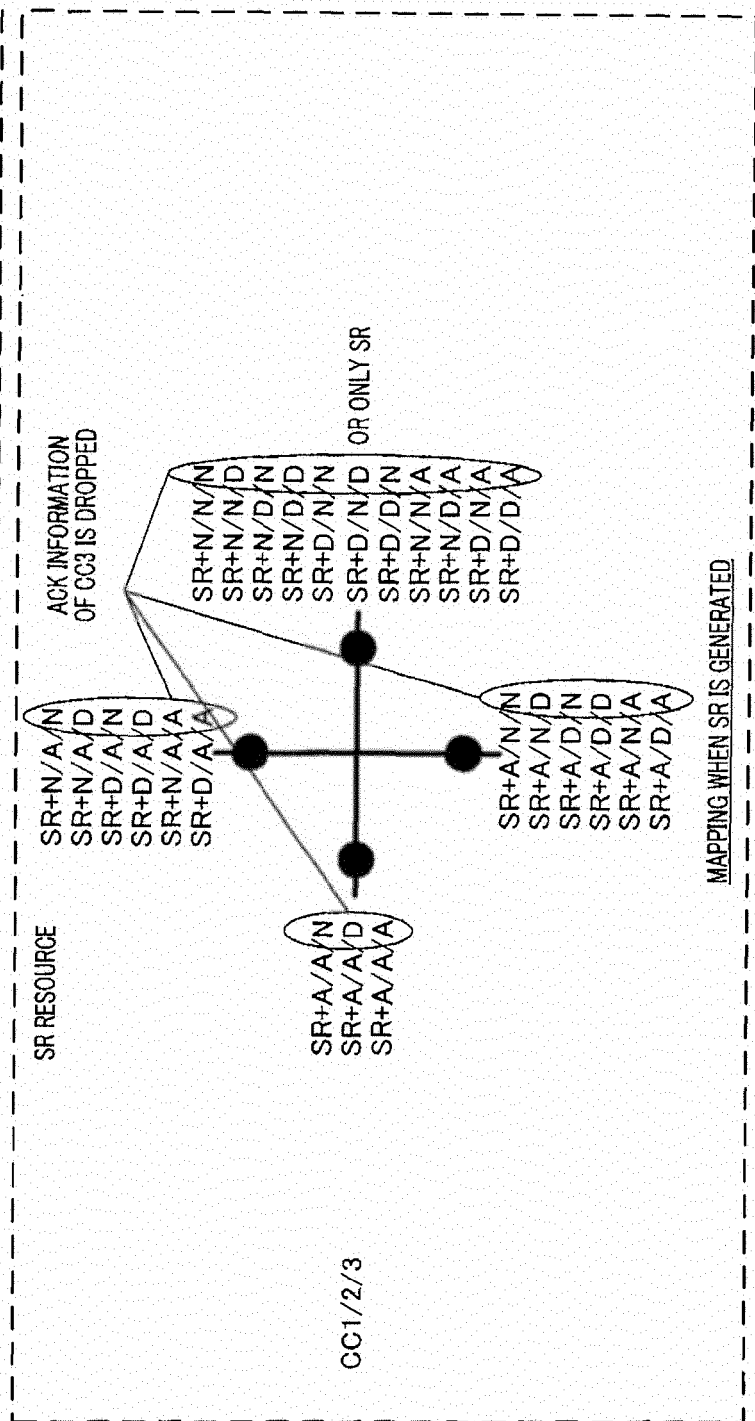 SR RESOURCE
ACK INFORMATION
OF CC3 IS DROPPED
SR+N/A/N
SR+N/A/D
SR+D/A/N
SR+D/A/D
SR+N/A/A
SR+D/A/A
CC1/2/3
SR+A/A/N
SR+A/A/D
SR+A/A/A
SR+N/N/N
SR+N/N/D
SR+N/D/N
SR+N/D/D
SR+D/N/N
SR+D/N/D OR ONLY SR
SR+D/D/N
SR+N/N/A
SR+N/D/A
SR+D/N/A
SR+D/D/A
SR+A/N/N
SR+A/N/D
SR+A/D/N
SR+A/D/D
SR+A/N/A
SR+A/D/A
MAPPING WHEN SR IS GENERATED